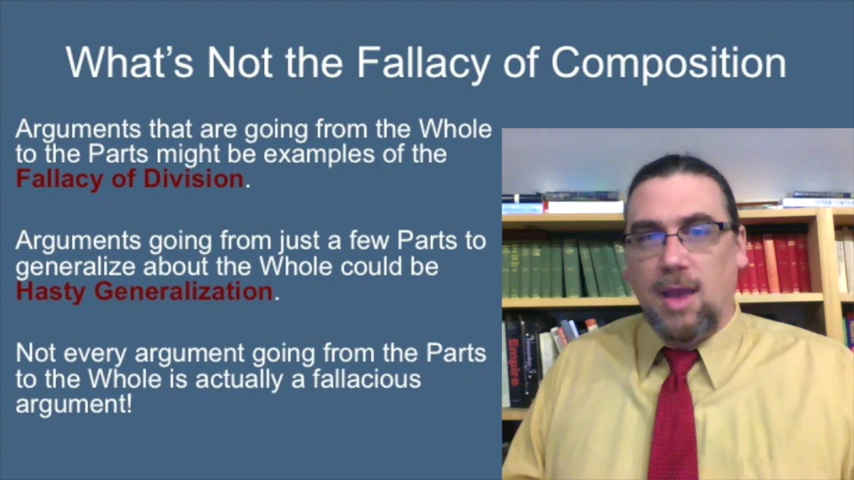 What's Not the Fallacy of Composition
Arguments that are going from the Whole
to the Parts might be examples of the
Fallacy of Division.
Arguments going from just a few Parts to
generalize about the Whole could be
Hasty Generalization.
Not every argument going from the Parts
to the Whole is actually a fallacious
argument!
Empire